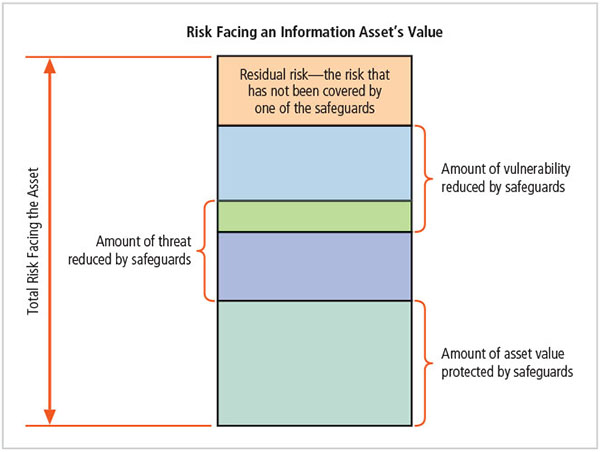 Risk Facing an Information Asset's Value
Residual risk—the risk that
has not been covered by
one of the safeguards
Total Risk Facing the Asset
Amount of vulnerability
reduced by safeguards
Amount of threat
reduced by safeguards
Amount of asset value
protected by safeguards